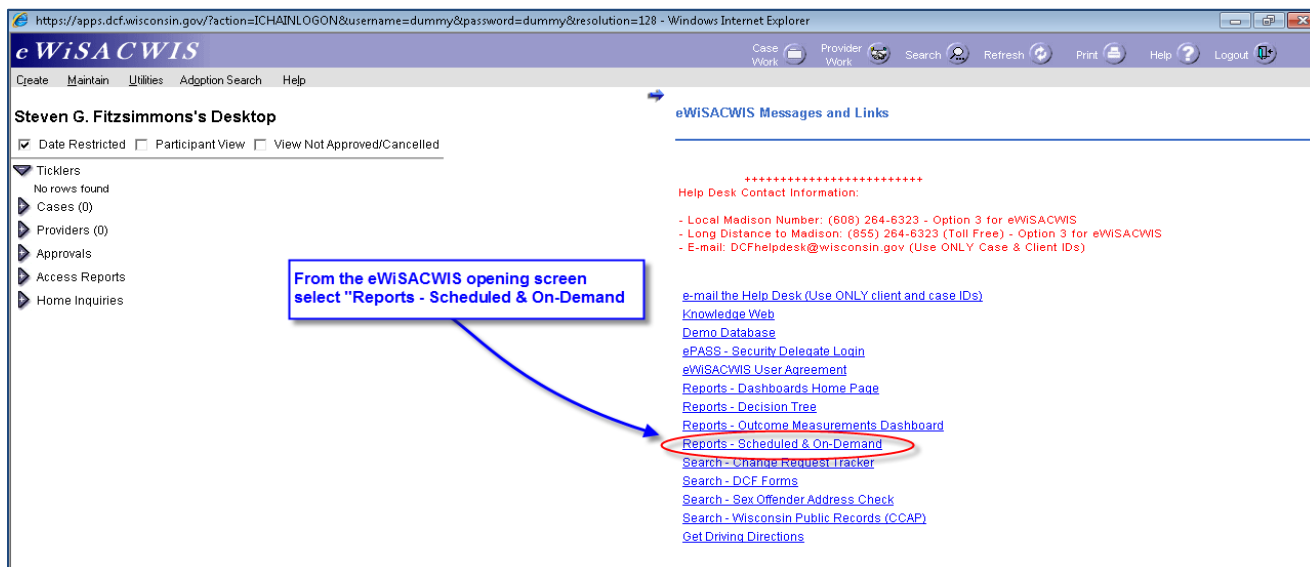 https://apps.dcf.wisconsin.gov/?action=ICHAINLOGON&username=dummy&password=dummy&resolution=128 - Windows Internet Explorer
eWiSACWIS
Case Work Provider Work Search Refresh Print Help Logout
Create Maintain Utilities Adoption Search Help
Steven G. Fitzsimmons's Desktop
Date Restricted Participant View View Not Approved/Cancelled
Ticklers
No rows found
Cases (0)
Providers (0)
Approvals
Access Reports
Home Inquiries
From the eWiSACWIS opening screen
select "Reports - Scheduled & On-Demand
eWiSACWIS Messages and Links
+++++++++++++++++++++++++
Help Desk Contact Information:
- Local Madison Number: (608) 264-6323 - Option 3 for eWiSACWIS
- Long Distance to Madison: (855) 264-6323 (Toll Free) - Option 3 for eWiSACWIS
- E-mail: DCFhelpdesk@wisconsin.gov (Use ONLY Case & Client IDs)
e-mail the Help Desk (Use ONLY client and case IDs)
Knowledge Web
Demo Database
ePASS - Security Delegate Login
eWiSACWIS User Agreement
Reports - Dashboards Home Page
Reports - Decision Tree
Reports - Outcome Measurements Dashboard
Reports - Scheduled & On-Demand
Search - Change Request Tracker
Search - DCF Forms
Search - Sex Offender Address Check
Search - Wisconsin Public Records (CCAP)
Get Driving Directions